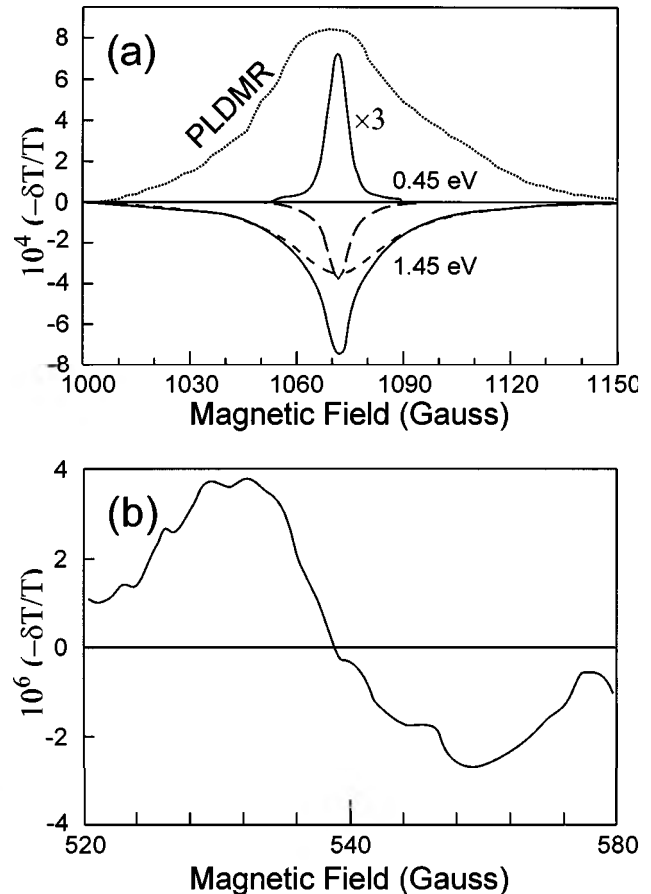 (a)
8
6
4
2
0
-2
-4
-6
-8
10⁴ (−δT/T)
PLDMR
×3
0.45 eV
1.45 eV
1000 1030 1060 1090 1120 1150
Magnetic Field (Gauss)
(b)
4
2
0
-2
-4
10⁶ (−δT/T)
520 540 580
Magnetic Field (Gauss)